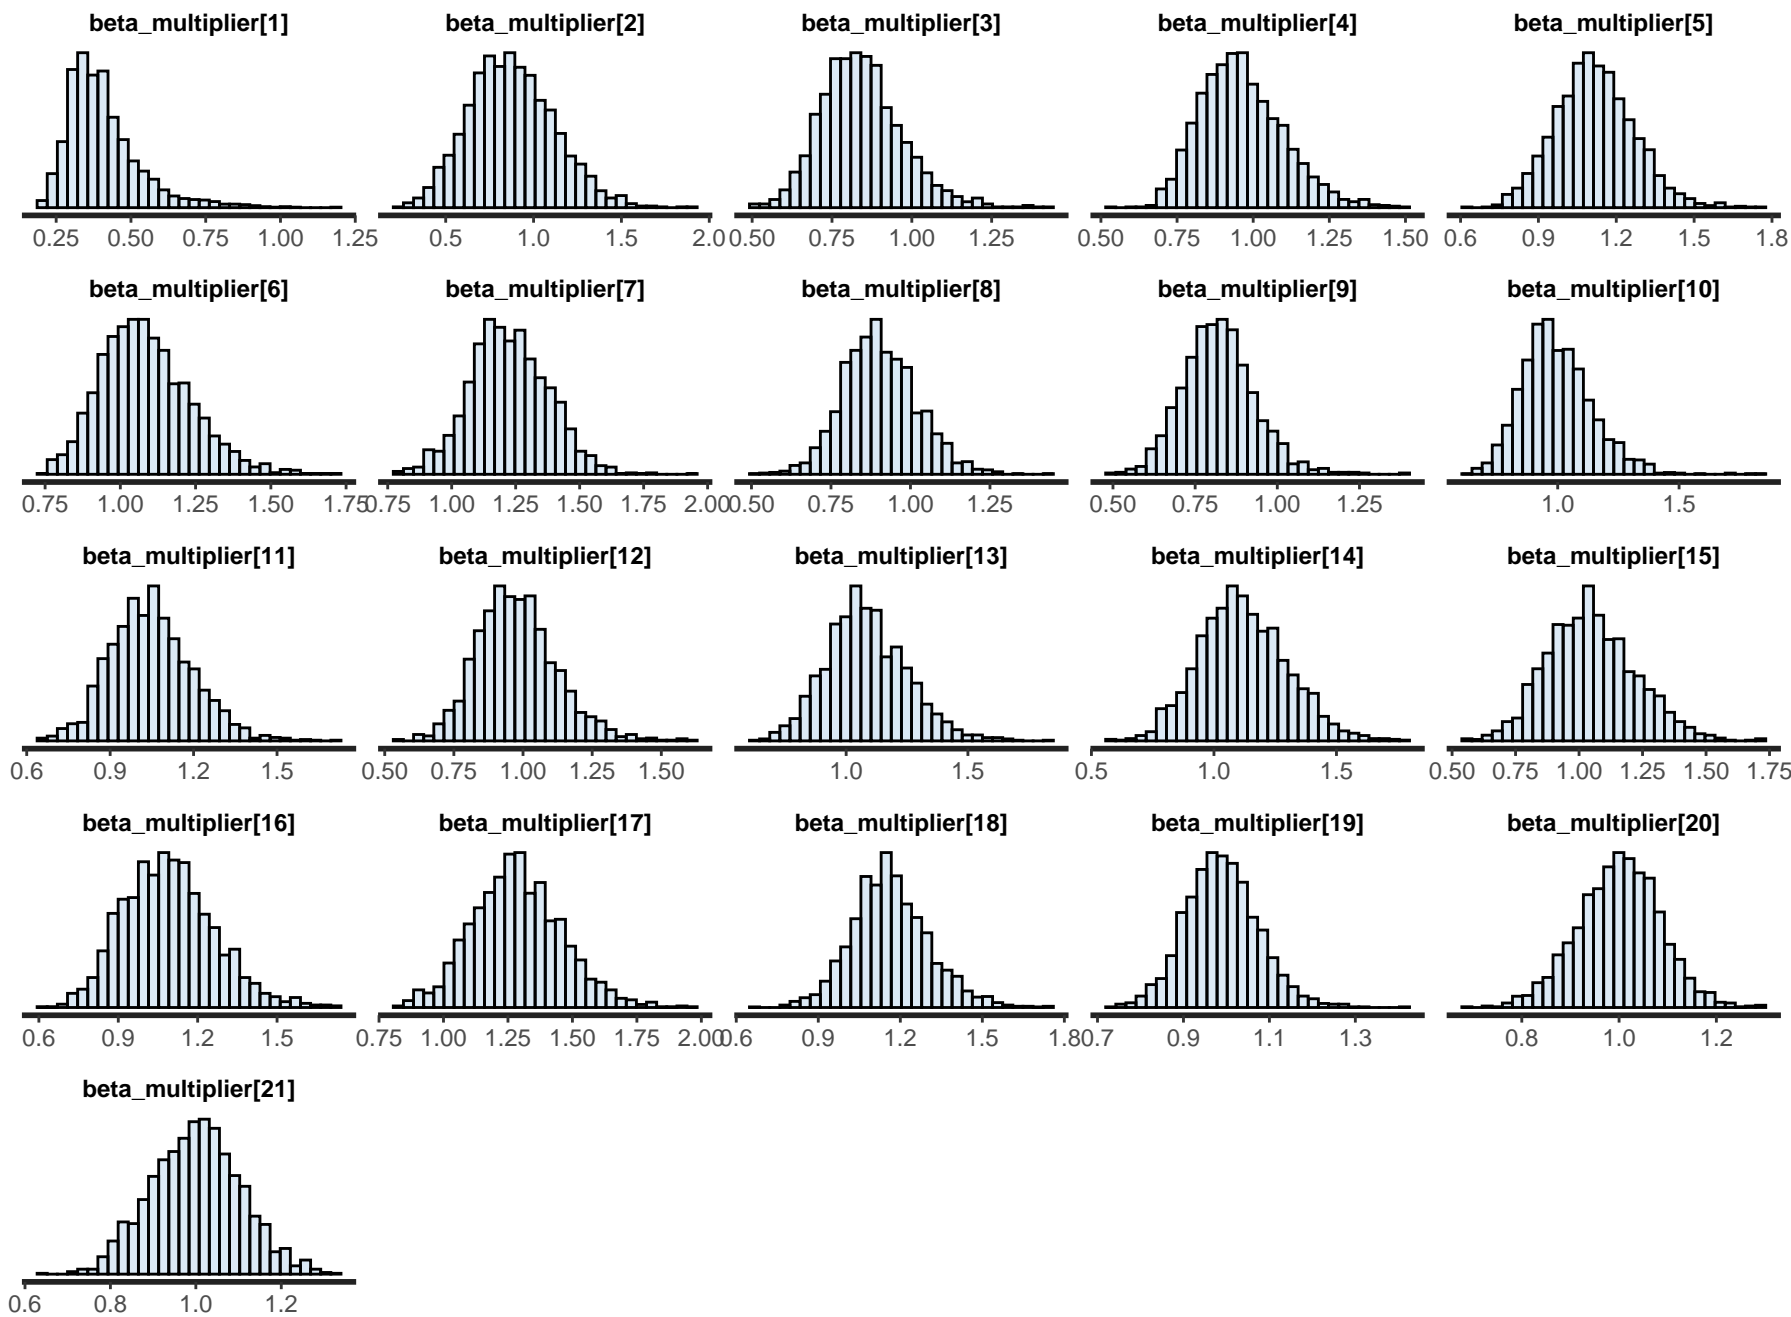 beta_multiplier[1] beta_multiplier[2] beta_multiplier[3] beta_multiplier[4] beta_multiplier[5]
0.25 0.50 0.75 1.00 1.25 0.5 1.0 1.5 2.0 0.50 0.75 1.00 1.25 0.50 0.75 1.00 1.25 1.50 0.6 0.9 1.2 1.5 1.8
beta_multiplier[6] beta_multiplier[7] beta_multiplier[8] beta_multiplier[9] beta_multiplier[10]
0.75 1.00 1.25 1.50 1.75 0.75 1.00 1.25 1.50 1.75 2.00 0.50 0.75 1.00 1.25 0.50 0.75 1.00 1.25 1.0 1.5
beta_multiplier[11] beta_multiplier[12] beta_multiplier[13] beta_multiplier[14] beta_multiplier[15]
0.6 0.9 1.2 1.5 0.50 0.75 1.00 1.25 1.50 1.0 1.5 0.5 1.0 1.5 0.50 0.75 1.00 1.25 1.50 1.75
beta_multiplier[16] beta_multiplier[17] beta_multiplier[18] beta_multiplier[19] beta_multiplier[20]
0.6 0.9 1.2 1.5 0.75 1.00 1.25 1.50 1.75 2.00 0.6 0.9 1.2 1.5 1.8 0.7 0.9 1.1 1.3 0.8 1.0 1.2
beta_multiplier[21]
0.6 0.8 1.0 1.2